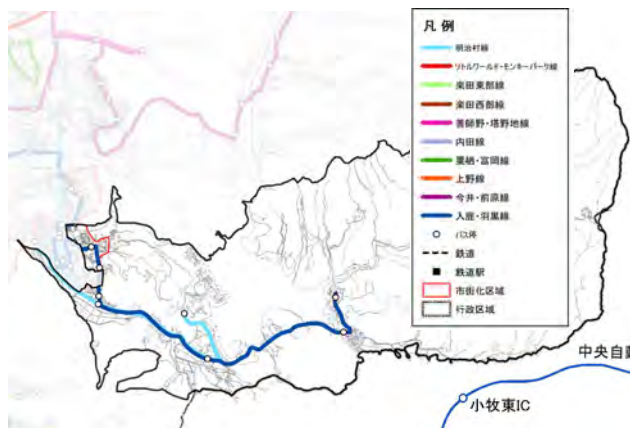 凡例
明治村線
リトルワールド・モンキーパーク線
楽田東部線
楽田西部線
善師野・塔野地線
内田線
栗栖・富岡線
上野線
今井・前原線
入鹿・羽黒線
バス停
鉄道
鉄道駅
市街化区域
行政区域
中央自動
小牧東IC